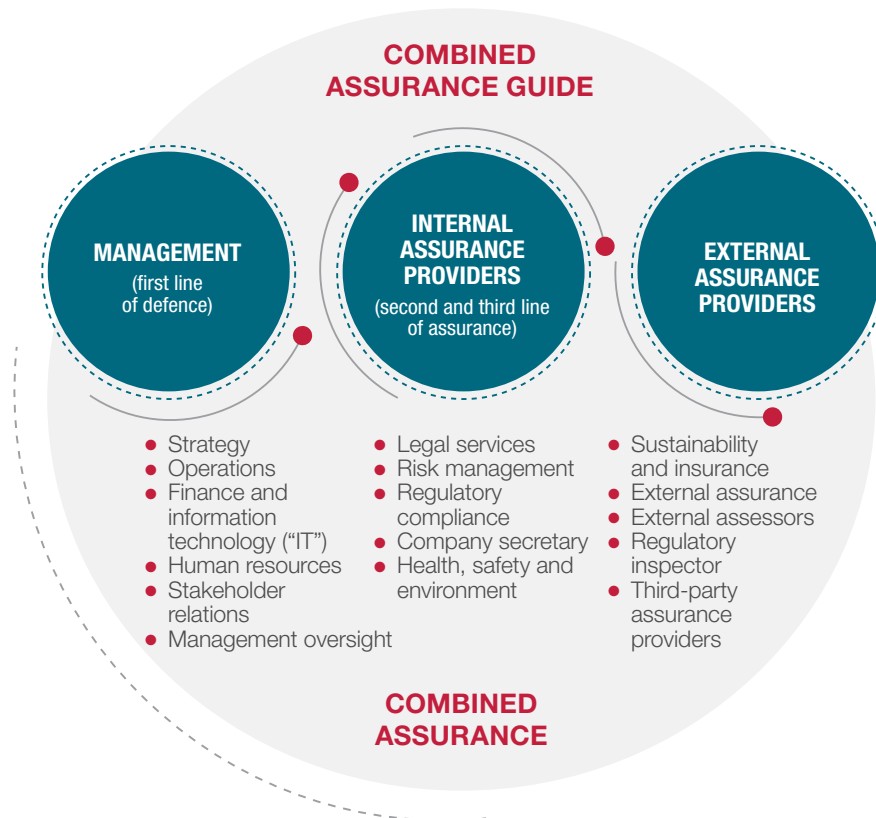 COMBINED
ASSURANCE GUIDE
MANAGEMENT
(first line
of defence)
INTERNAL
ASSURANCE
PROVIDERS
(second and third line
of assurance)
EXTERNAL
ASSURANCE
PROVIDERS
• Strategy
• Operations
• Finance and
information
technology (“IT”)
• Human resources
• Stakeholder
relations
• Management oversight
• Legal services
• Risk management
• Regulatory
compliance
• Company secretary
• Health, safety and
environment
• Sustainability
and insurance
• External assurance
• External assessors
• Regulatory
inspector
• Third-party
assurance
providers
COMBINED
ASSURANCE